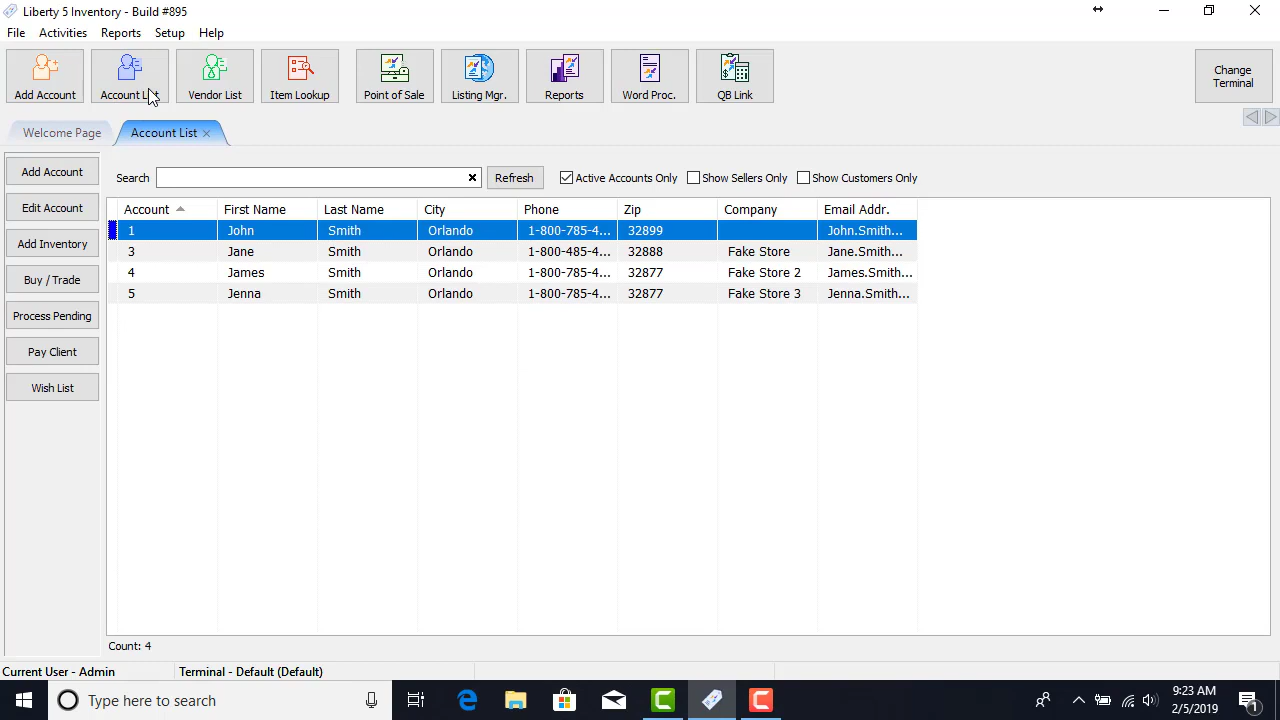 Liberty 5 Inventory - Build #895
File Activities Reports Setup Help
Add Account Account List Vendor List Item Lookup Point of Sale Listing Mgr. Reports Word Proc. QB Link Change Terminal
Welcome Page Account List
Add Account
Edit Account
Add Inventory
Buy / Trade
Process Pending
Pay Client
Wish List
Search Refresh Active Accounts Only Show Sellers Only Show Customers Only
Account First Name Last Name City Phone Zip Company Email Addr.
1 John Smith Orlando 1-800-785-4... 32899 John.Smith...
3 Jane Smith Orlando 1-800-485-4... 32888 Fake Store Jane.Smith...
4 James Smith Orlando 1-800-785-4... 32877 Fake Store 2 James.Smith...
5 Jenna Smith Orlando 1-800-785-4... 32877 Fake Store 3 Jenna.Smith...
Count: 4
Current User - Admin Terminal - Default (Default)
Type here to search
9:23 AM
2/5/2019
1